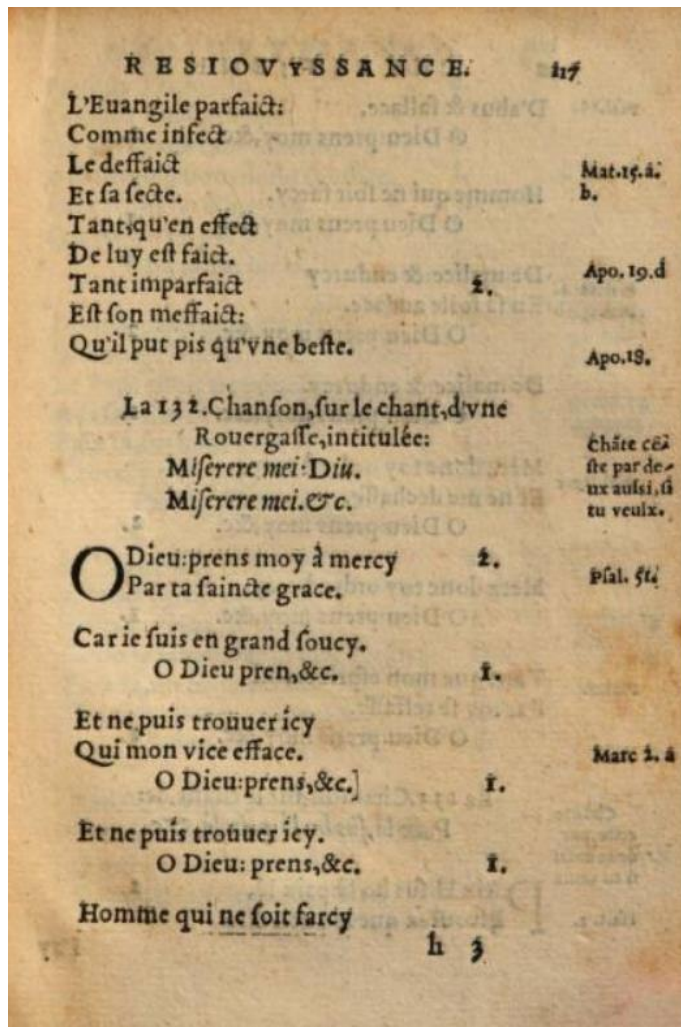 RESIOVYSSANCE. 117
L'Euangile parfaict:
Comme infect
Le deffaict
Et sa secte.
Mat.15.a.
b.
Tant,qu'en effect
De luy est faict.
Tant imparfaict 2.
Apo. 19.d
Est son meffaict:
Qu'il put pis qu'vne beste.
Apo.18.
La 132.Chanson,sur le chant,d'vne
Rouergasse,intitulée:
Miserere mei Diu.
Miserere mei.&c.
Chãte cē
ste par de-
ux aussi,si
tu veulx.
O Dieu:prens moy à mercy 2.
Par ta saincte grace.
Psal. 51.
Car ie suis en grand soucy.
O Dieu pren,&c. 1.
Et ne puis trouuer icy
Qui mon vice efface.
Marc 2. a
O Dieu:prens,&c.] 1.
Et ne puis trouuer icy.
O Dieu: prens,&c. 1.
Homme qui ne soit farcy
h 3